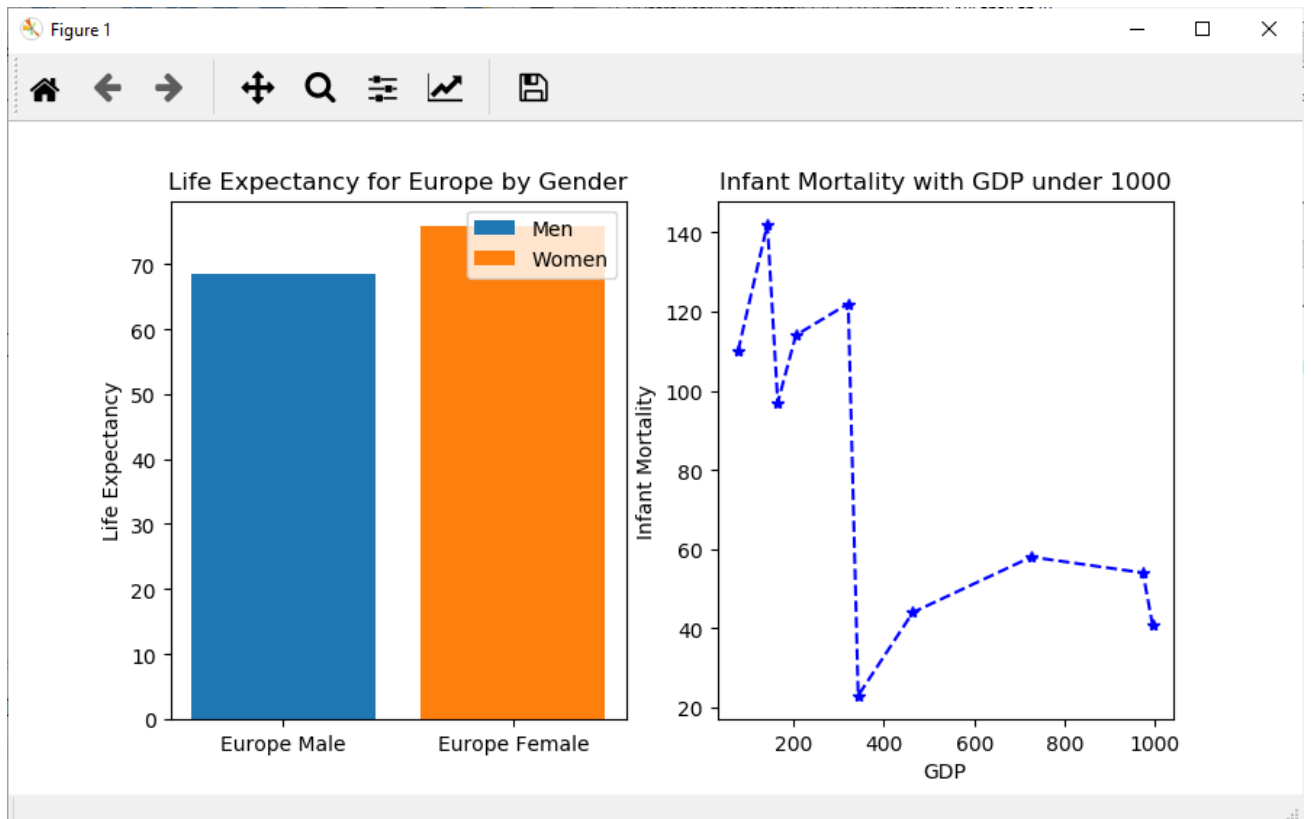 Figure 1
Life Expectancy for Europe by Gender
Men
Women
70
60
50
40
30
20
10
0
Life Expectancy
Europe Male
Europe Female
Infant Mortality with GDP under 1000
140
120
100
80
60
40
20
Infant Mortality
200
400
600
800
1000
GDP